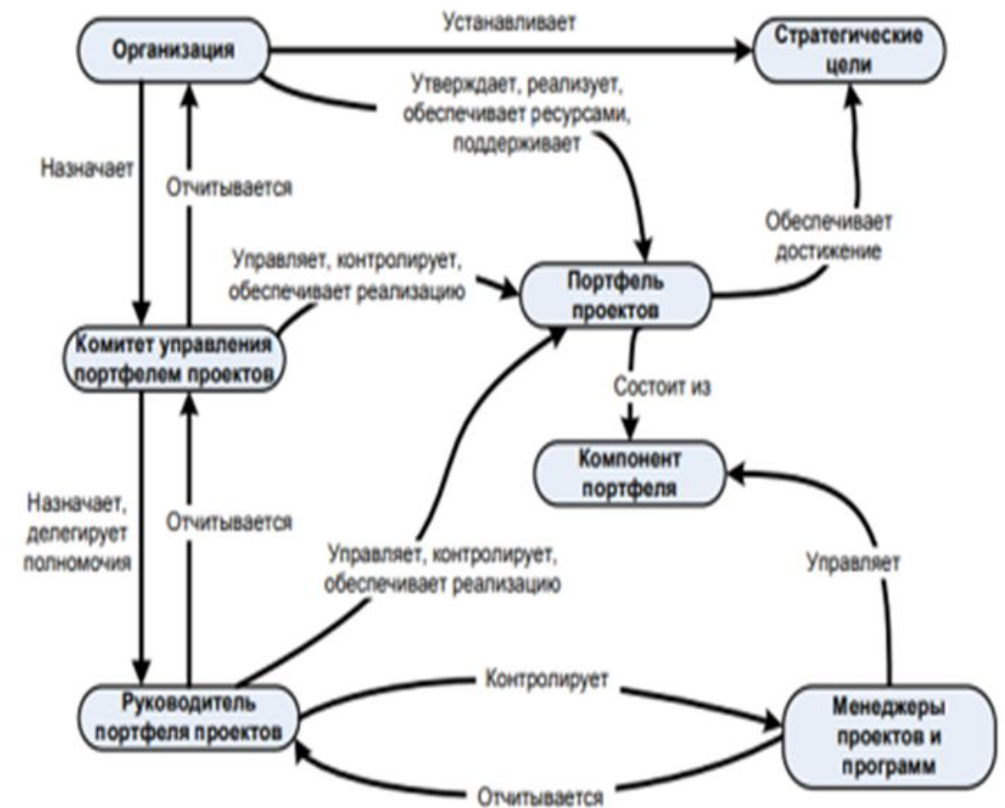 Устанавливает
Организация
Стратегические
цели
Утверждает, реализует,
обеспечивает ресурсами,
поддерживает
Назначает
Отчитывается
Обеспечивает
достижение
Управляет, контролирует,
обеспечивает реализацию
Портфель
проектов
Комитет управления
портфелем проектов
Состоит из
Компонент
портфеля
Назначает,
делегирует
полномочия
Отчитывается
Управляет, контролирует,
обеспечивает реализацию
Управляет
Контролирует
Руководитель
портфеля проектов
Менеджеры
проектов и
программ
Отчитывается